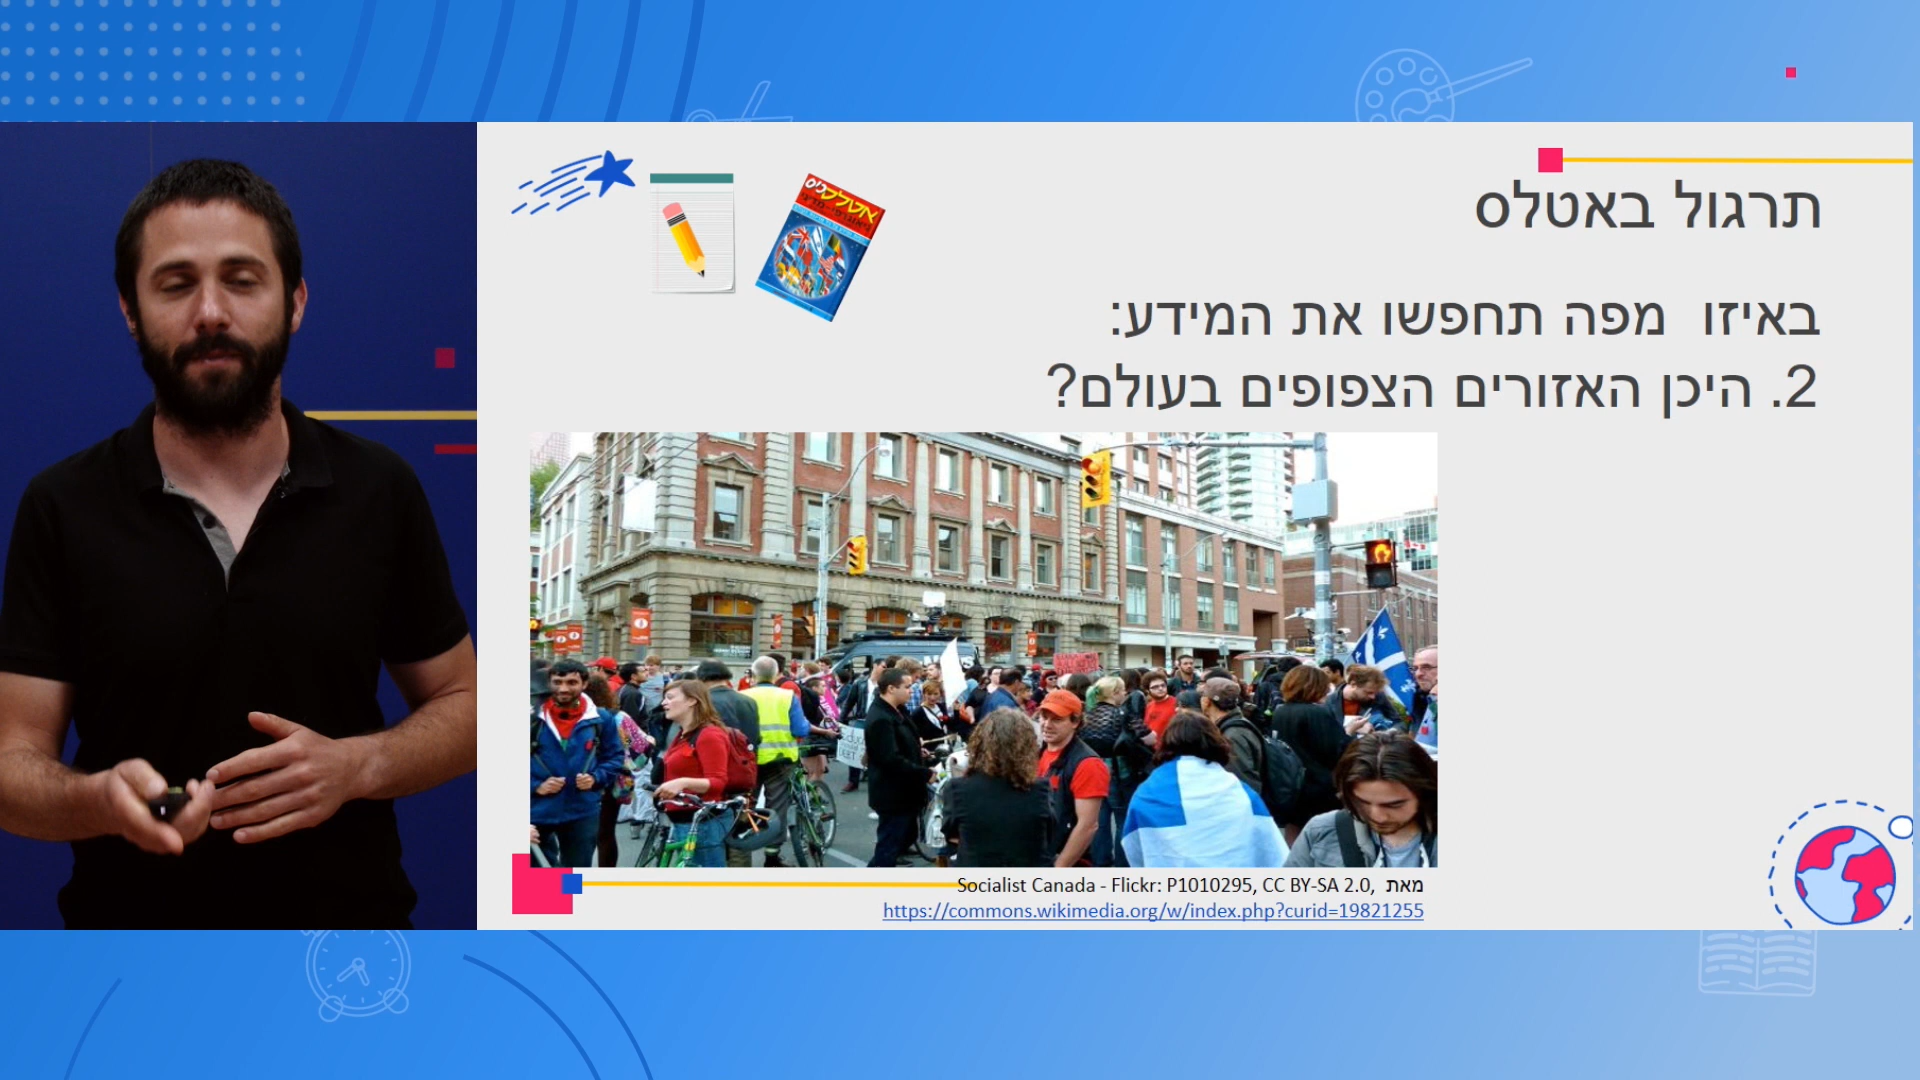 תרגול באטלס
באיזו מפה תחפשו את המידע:
2. היכן האזורים הצפופים בעולם?
אטלס
מאת Socialist Canada - Flickr: P1010295, CC BY-SA 2.0,
https://commons.wikimedia.org/w/index.php?curid=19821255